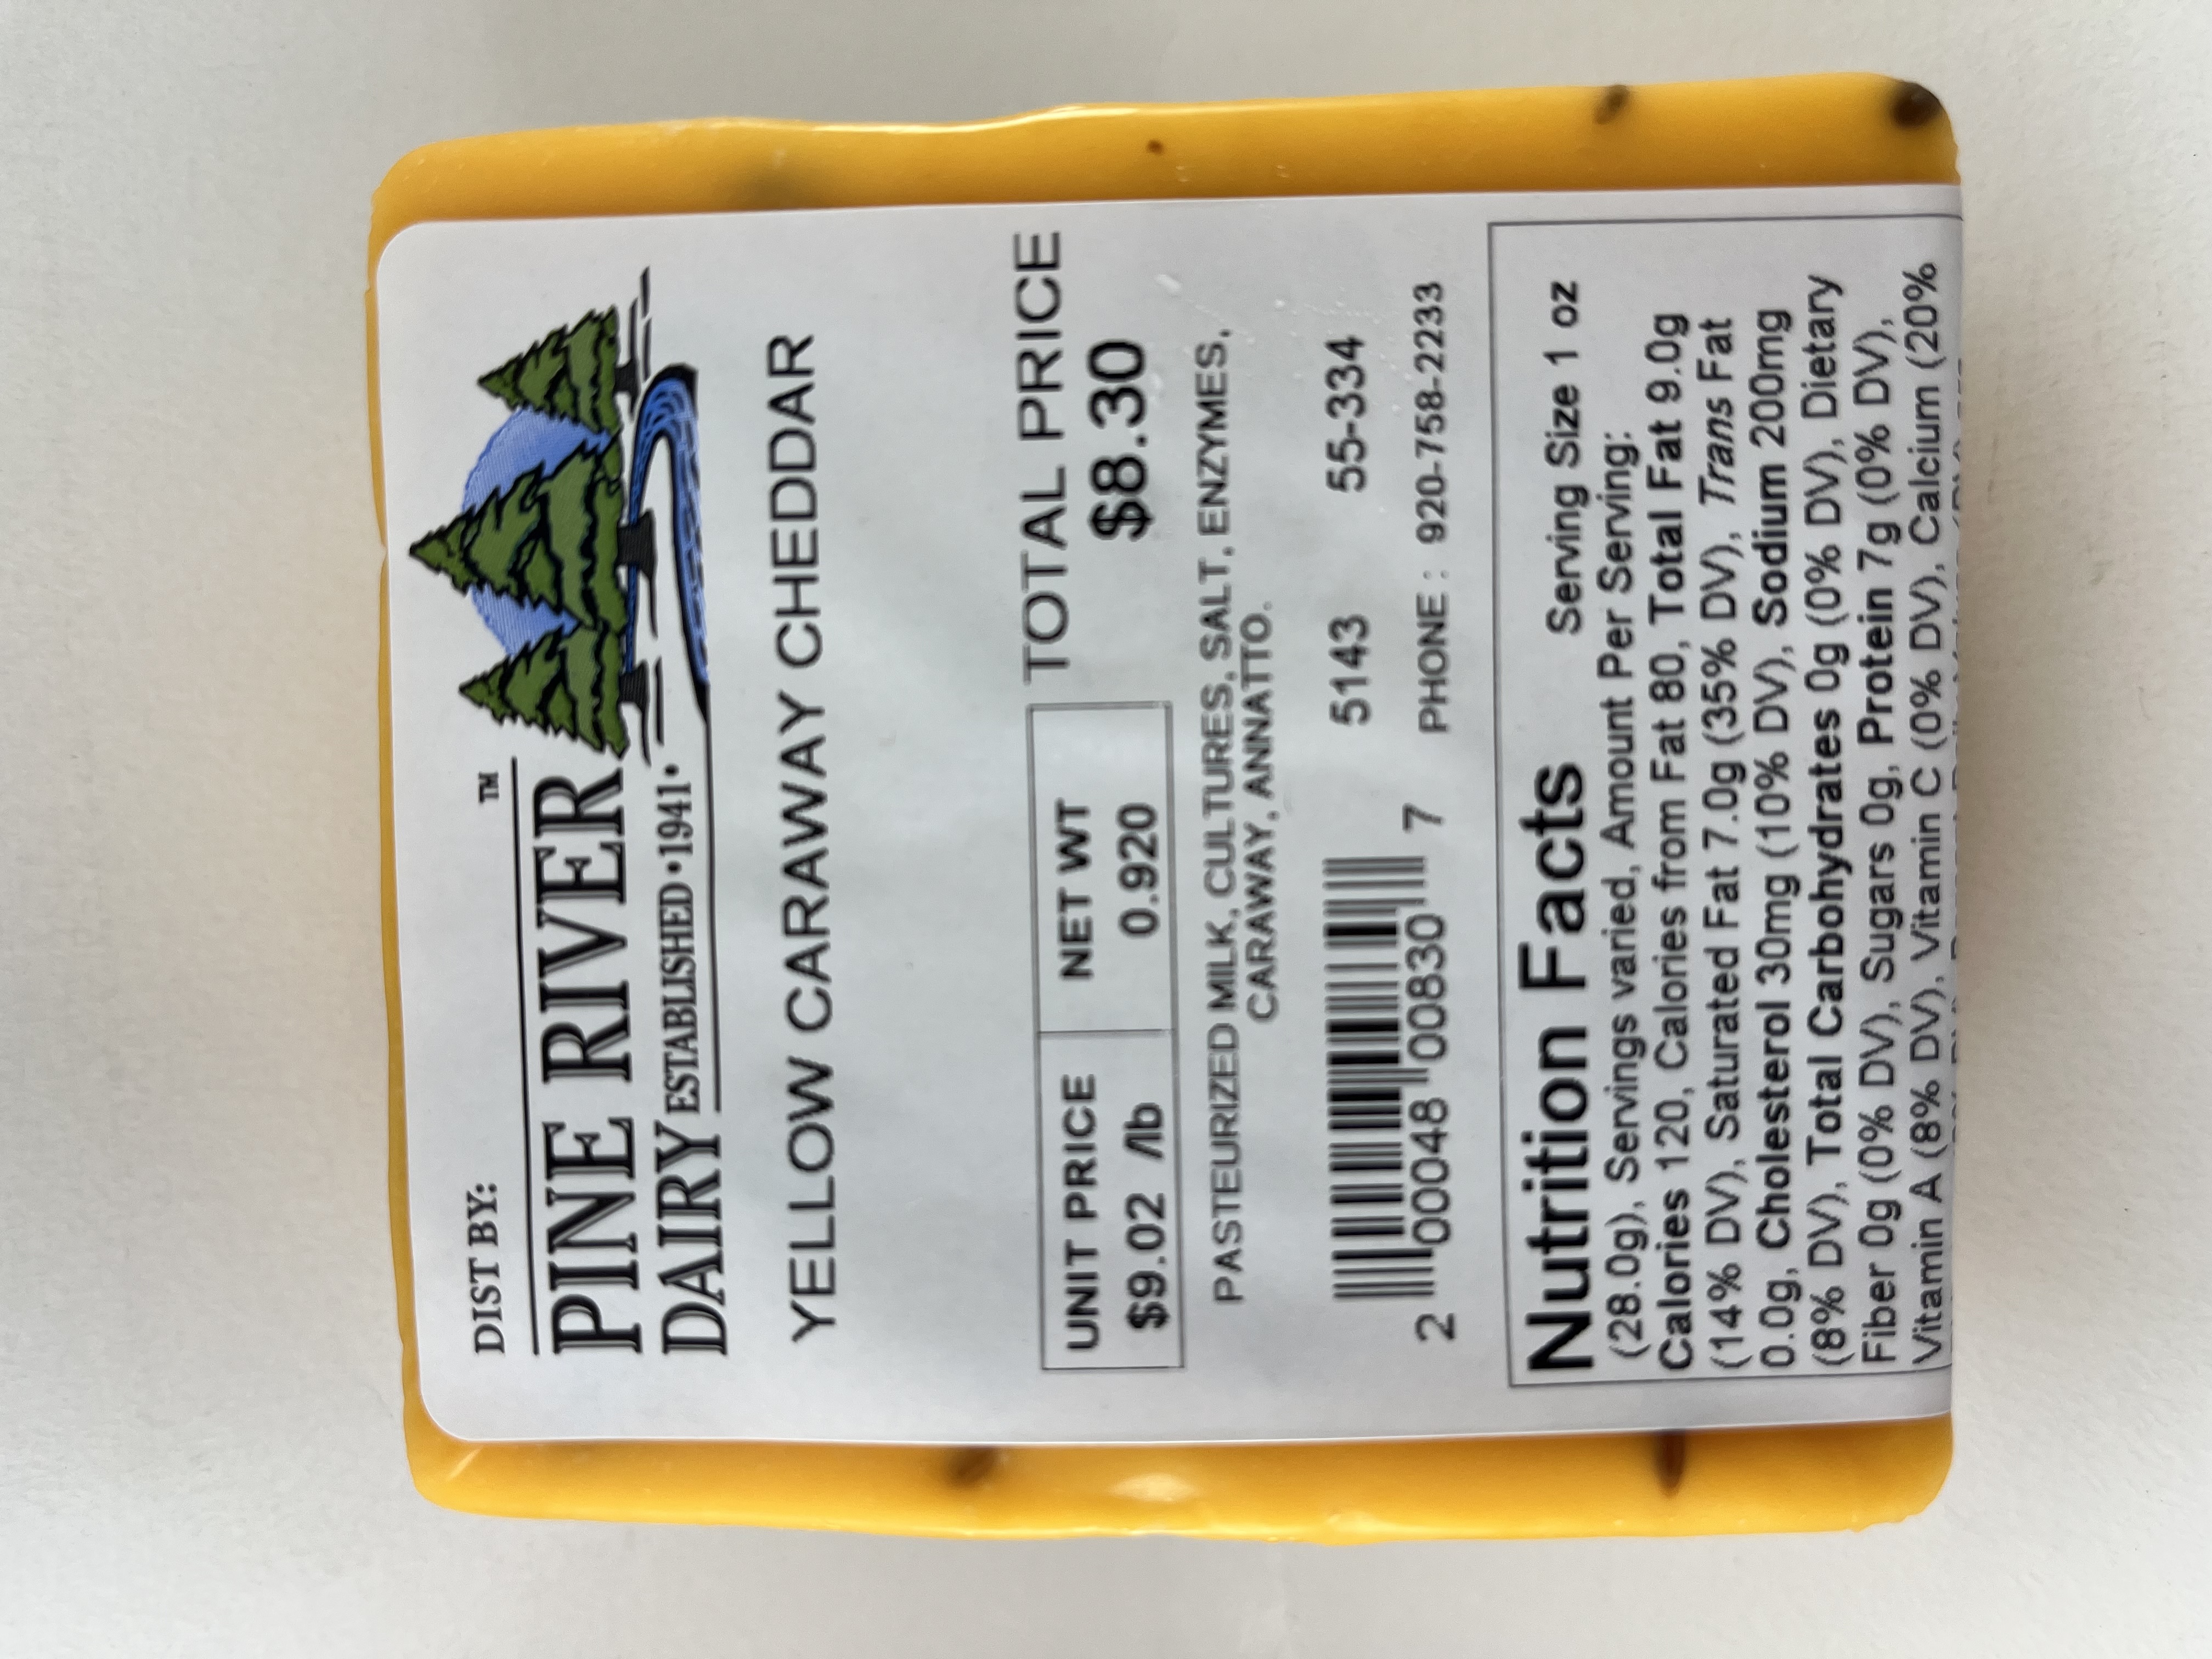 DIST BY:
PINE RIVER™
DAIRY ESTABLISHED • 1941 •
YELLOW CARAWAY CHEDDAR
UNIT PRICE NET WT TOTAL PRICE
$9.02 /lb 0.920 $8.30
PASTEURIZED MILK, CULTURES, SALT, ENZYMES,
CARAWAY, ANNATTO.
5143 55-334
2 00048 00830 7 PHONE: 920-758-2233
Nutrition Facts Serving Size 1 oz
(28.0g), Servings varied, Amount Per Serving:
Calories 120, Calories from Fat 80, Total Fat 9.0g
(14% DV), Saturated Fat 7.0g (35% DV), Trans Fat
0.0g, Cholesterol 30mg (10% DV), Sodium 200mg
(8% DV), Total Carbohydrates 0g (0% DV), Dietary
Fiber 0g (0% DV), Sugars 0g, Protein 7g (0% DV),
Vitamin A (8% DV), Vitamin C (0% DV), Calcium (20%